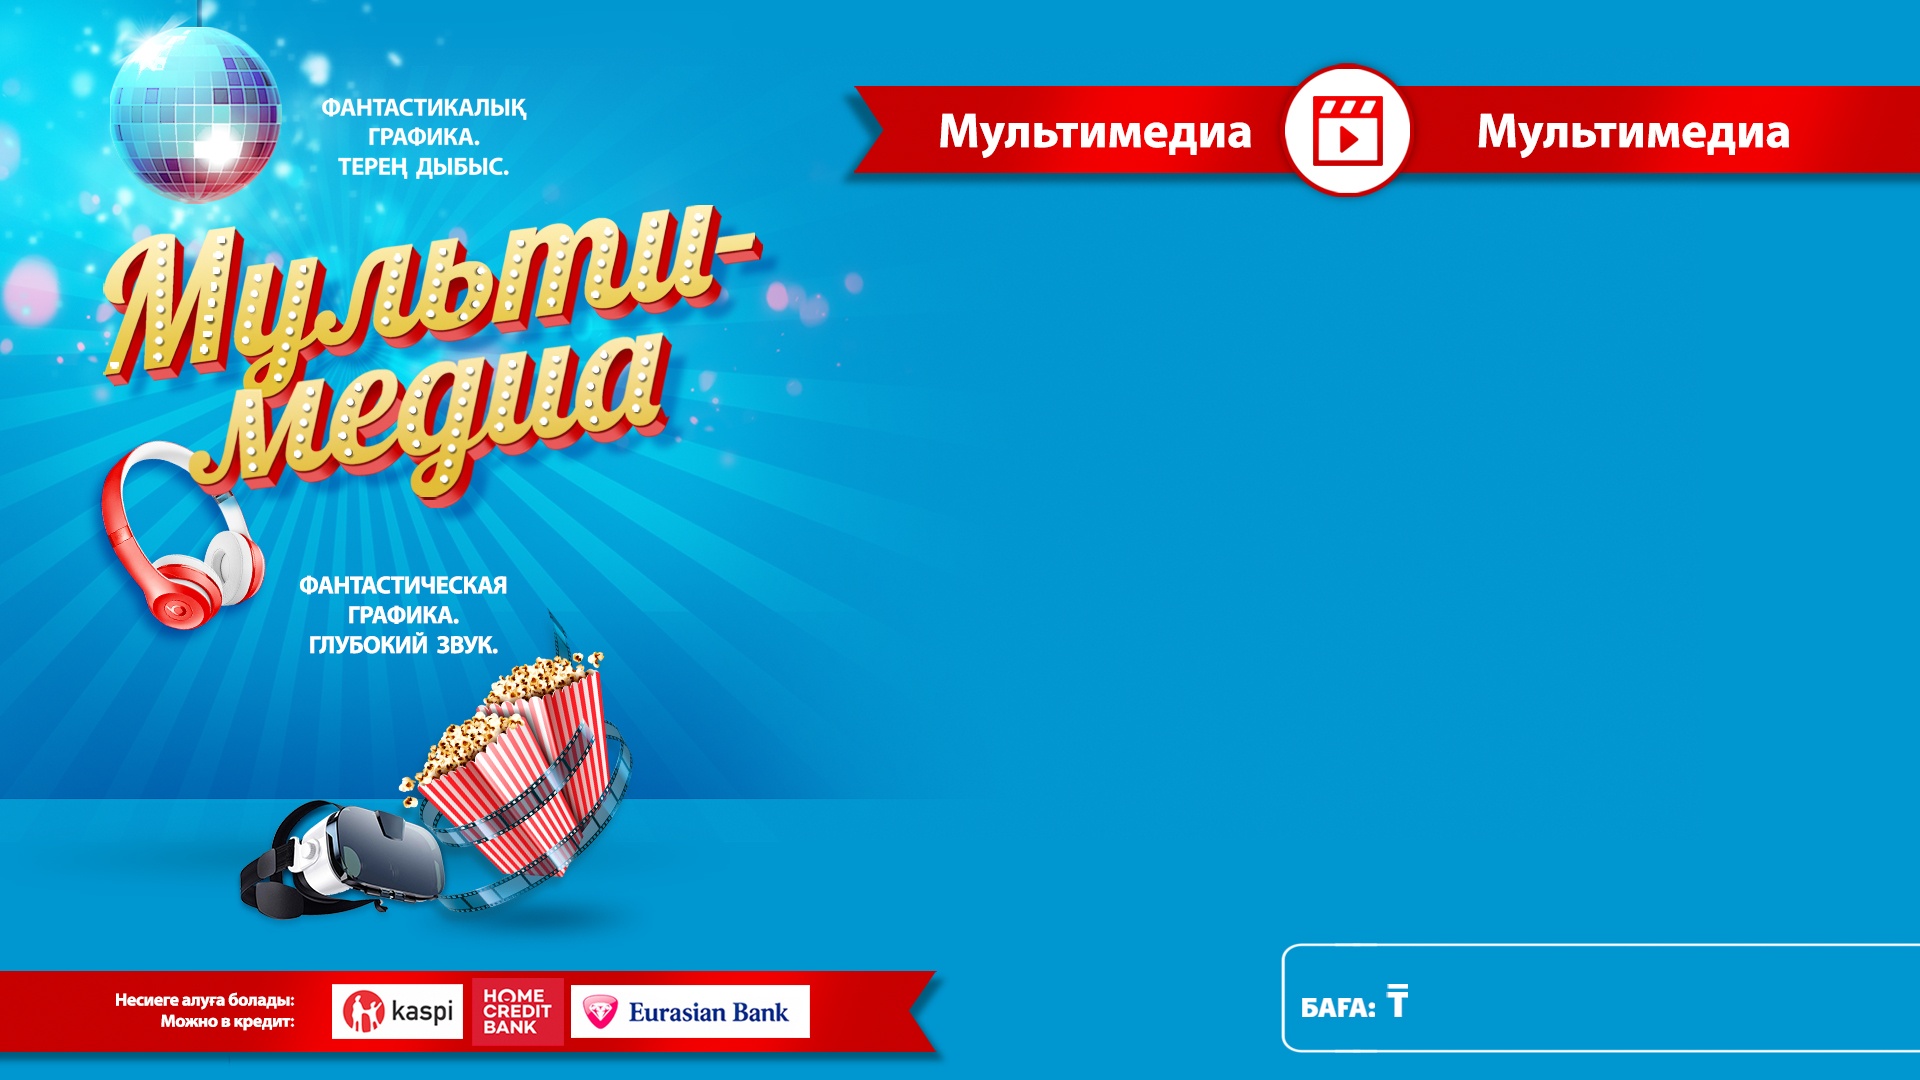 ФАНТАСТИКАЛЫҚ
ГРАФИКА.
ТЕРЕҢ ДЫБЫС.
Мульти-
медиа
ФАНТАСТИЧЕСКАЯ
ГРАФИКА.
ГЛУБОКИЙ ЗВУК.
Несиеге алуға болады:
Можно в кредит:
kaspi
HOME
CREDIT
BANK
Eurasian Bank
Мультимедиа
Мультимедиа
БАҒА: ₸